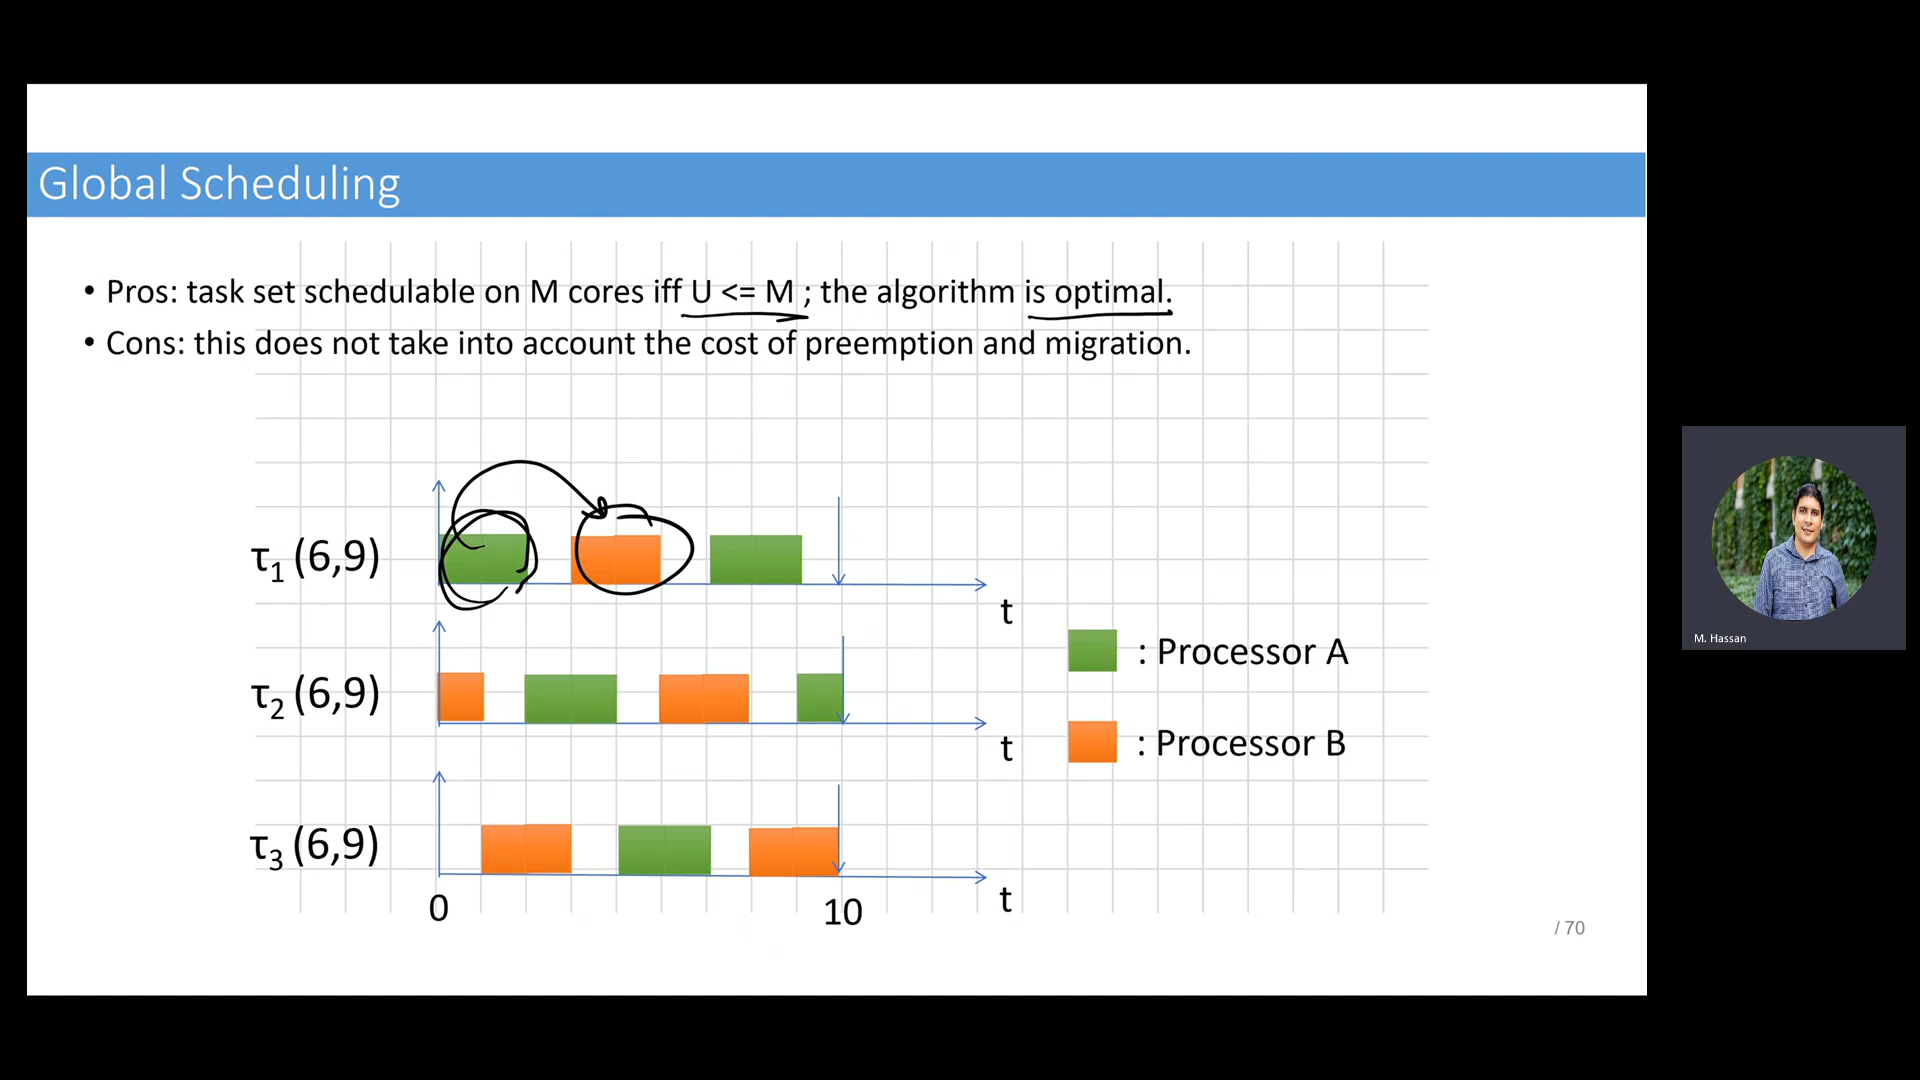 Global Scheduling
• Pros: task set schedulable on M cores iff U <= M ; the algorithm is optimal.
• Cons: this does not take into account the cost of preemption and migration.
τ1 (6,9)
t
τ2 (6,9)
t
: Processor A
: Processor B
τ3 (6,9)
t
0
10
/ 70
M. Hassan